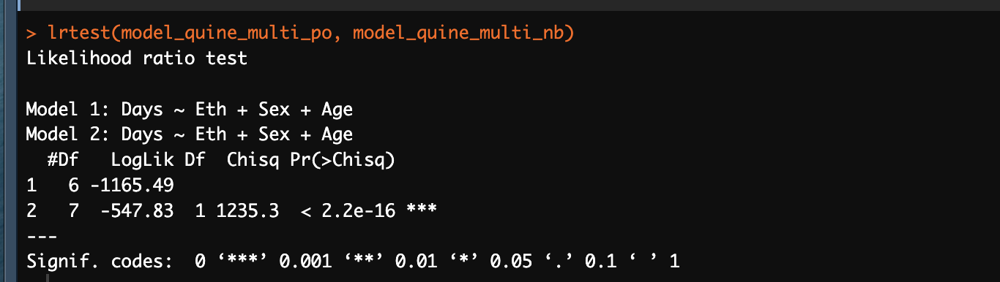 > lrtest(model_quine_multi_po, model_quine_multi_nb)
Likelihood ratio test

Model 1: Days ~ Eth + Sex + Age
Model 2: Days ~ Eth + Sex + Age
  #Df   LogLik Df  Chisq Pr(>Chisq)
1   6 -1165.49
2   7  -547.83  1 1235.3  < 2.2e-16 ***
---
Signif. codes:  0 ‘***’ 0.001 ‘**’ 0.01 ‘*’ 0.05 ‘.’ 0.1 ‘ ’ 1